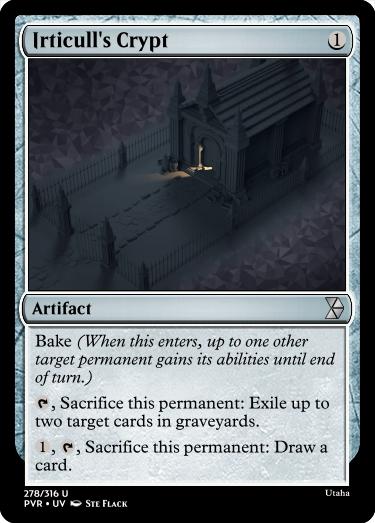 Irticull's Crypt 1
Artifact
Bake (When this enters, up to one other
target permanent gains its abilities until end
of turn.)
, Sacrifice this permanent: Exile up to
two target cards in graveyards.
1, , Sacrifice this permanent: Draw a
card.
278/316 U
Utaha
PVR • UV Ste Flack